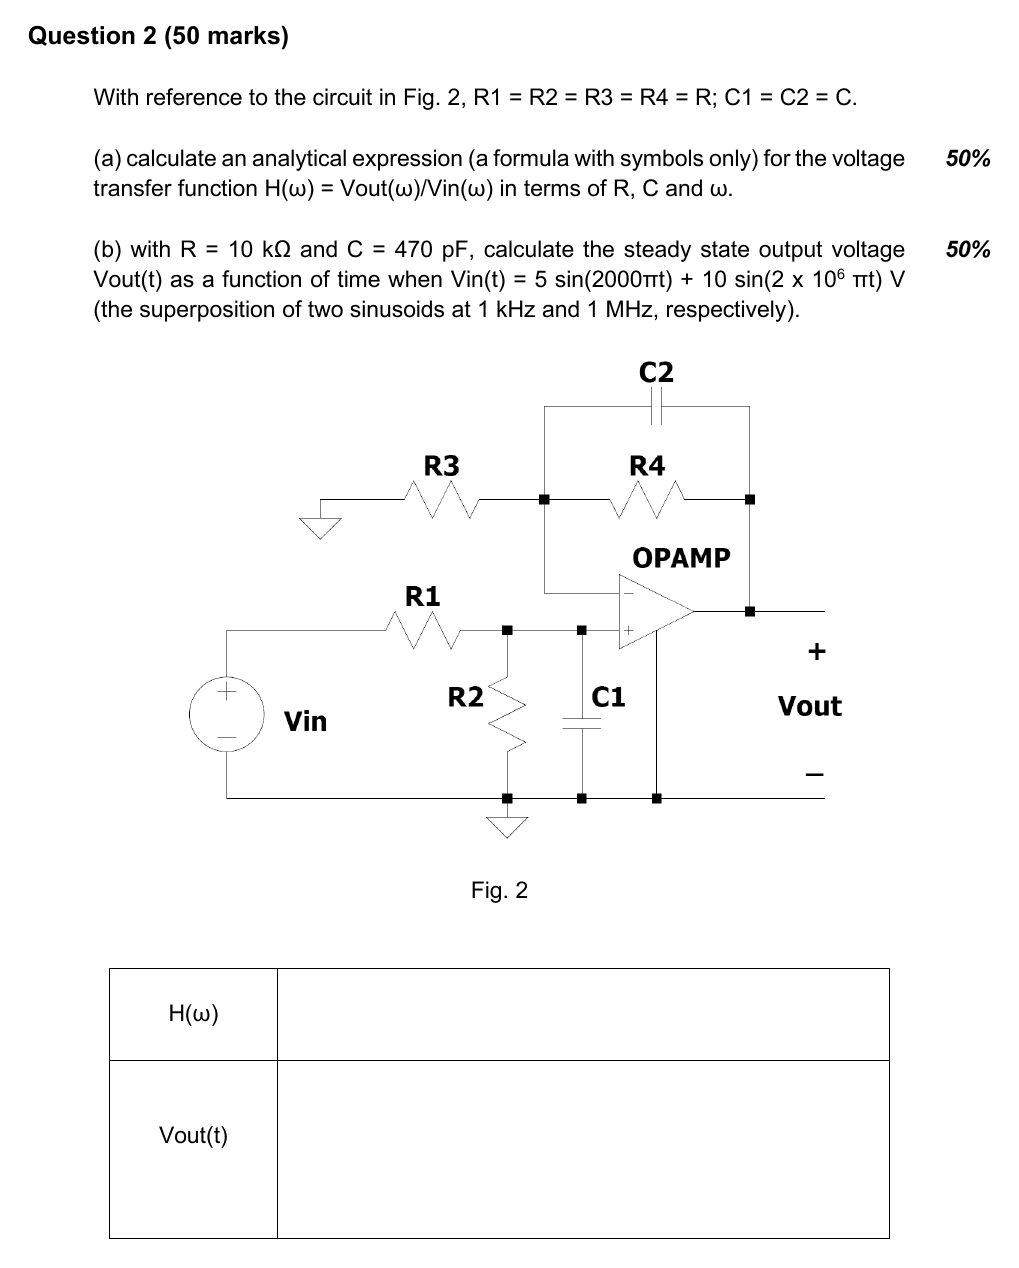 Question 2 (50 marks)
With reference to the circuit in Fig. 2, R1 = R2 = R3 = R4 = R; C1 = C2 = C.
(a) calculate an analytical expression (a formula with symbols only) for the voltage 50%
transfer function H(ω) = Vout(ω)/Vin(ω) in terms of R, C and ω.
(b) with R = 10 kΩ and C = 470 pF, calculate the steady state output voltage 50%
Vout(t) as a function of time when Vin(t) = 5 sin(2000πt) + 10 sin(2 x 10⁶ πt) V
(the superposition of two sinusoids at 1 kHz and 1 MHz, respectively).
C2
R3 R4
OPAMP
−
R1
+
+
+
R2 C1 Vout
Vin
−
−
Fig. 2
H(ω)
Vout(t)